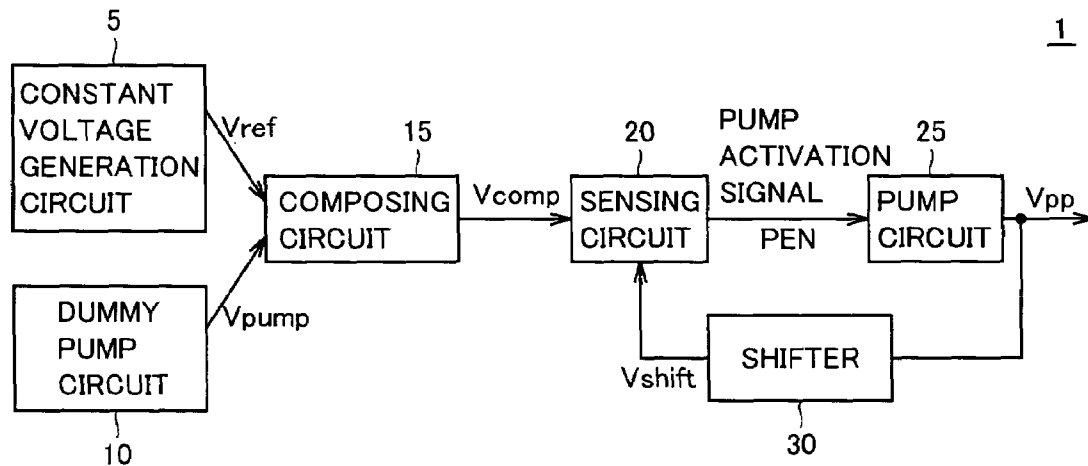 1
5
CONSTANT
VOLTAGE
GENERATION
CIRCUIT
Vref
15
COMPOSING
CIRCUIT
Vcomp
20
SENSING
CIRCUIT
PUMP
ACTIVATION
SIGNAL
PEN
25
PUMP
CIRCUIT
Vpp
DUMMY
PUMP
CIRCUIT
10
Vpump
Vshift
SHIFTER
30